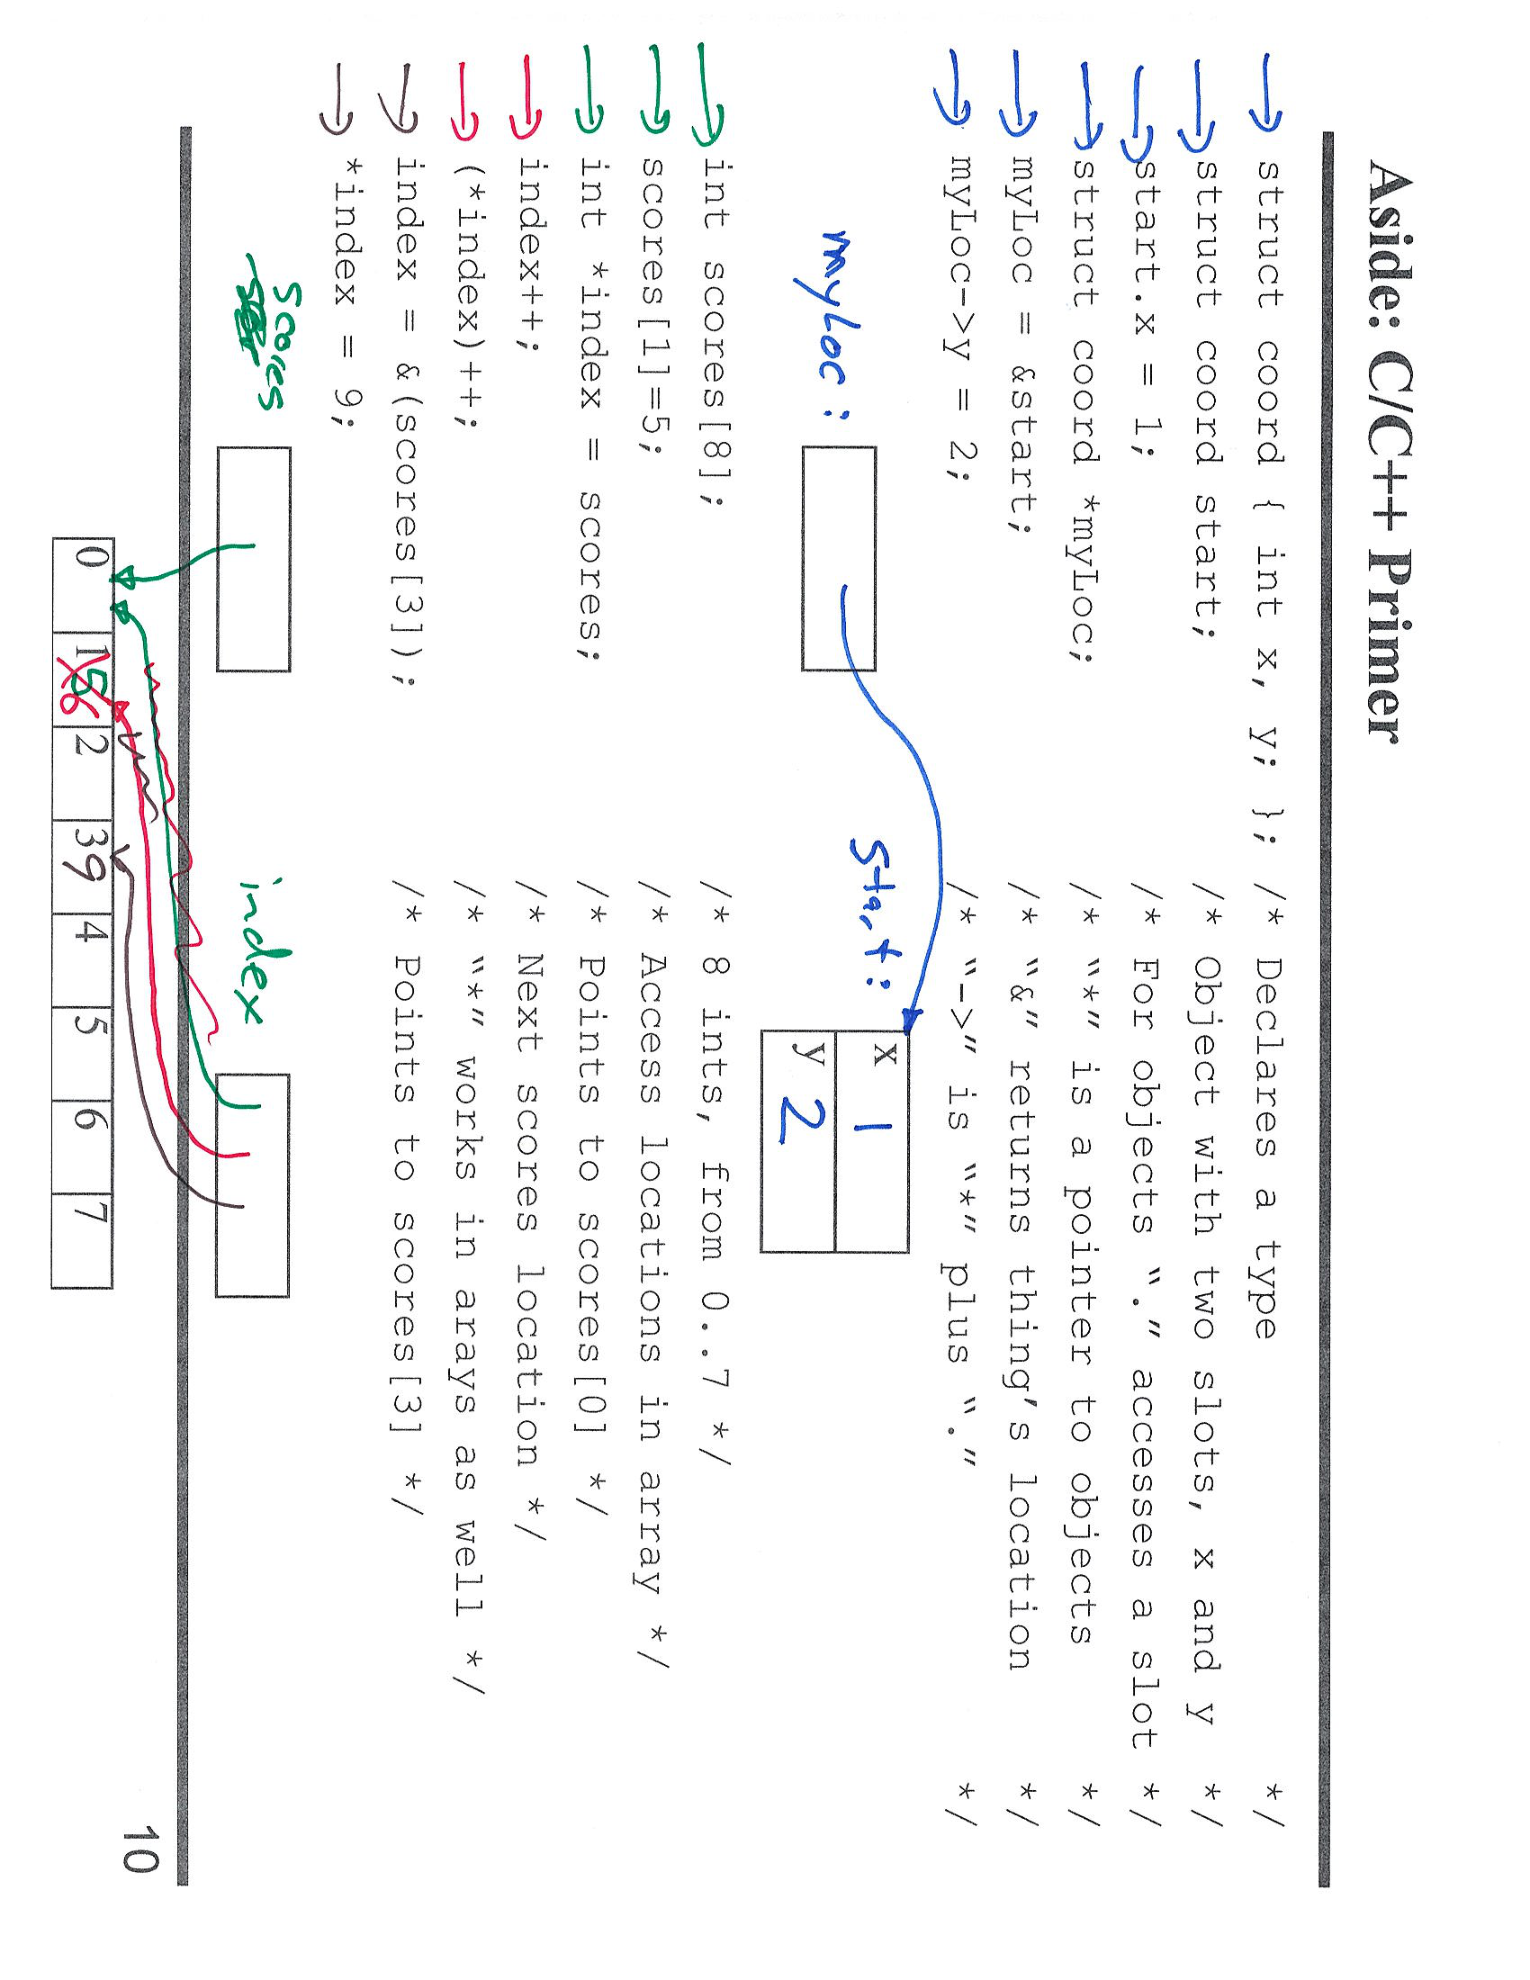 Aside: C/C++ Primer
struct coord { int x, y; }; /* Declares a type */
struct coord start; /* Object with two slots, x and y */
start.x = 1; /* For objects “.” accesses a slot */
struct coord *myLoc; /* “*” is a pointer to objects */
myLoc = &start; /* “&” returns thing’s location */
myLoc->y = 2; /* “->” is “*” plus “.” */
myLoc:
start:
x 1
y 2
int scores[8]; /* 8 ints, from 0..7 */
scores[1]=5; /* Access locations in array */
int *index = scores; /* Points to scores[0] */
index++; /* Next scores location */
(*index)++; /* “*” works in arays as well */
index = &(scores[3]); /* Points to scores[3] */
*index = 9;
scores
index
0 1 5 6 2 3 9 4 5 6 7
10